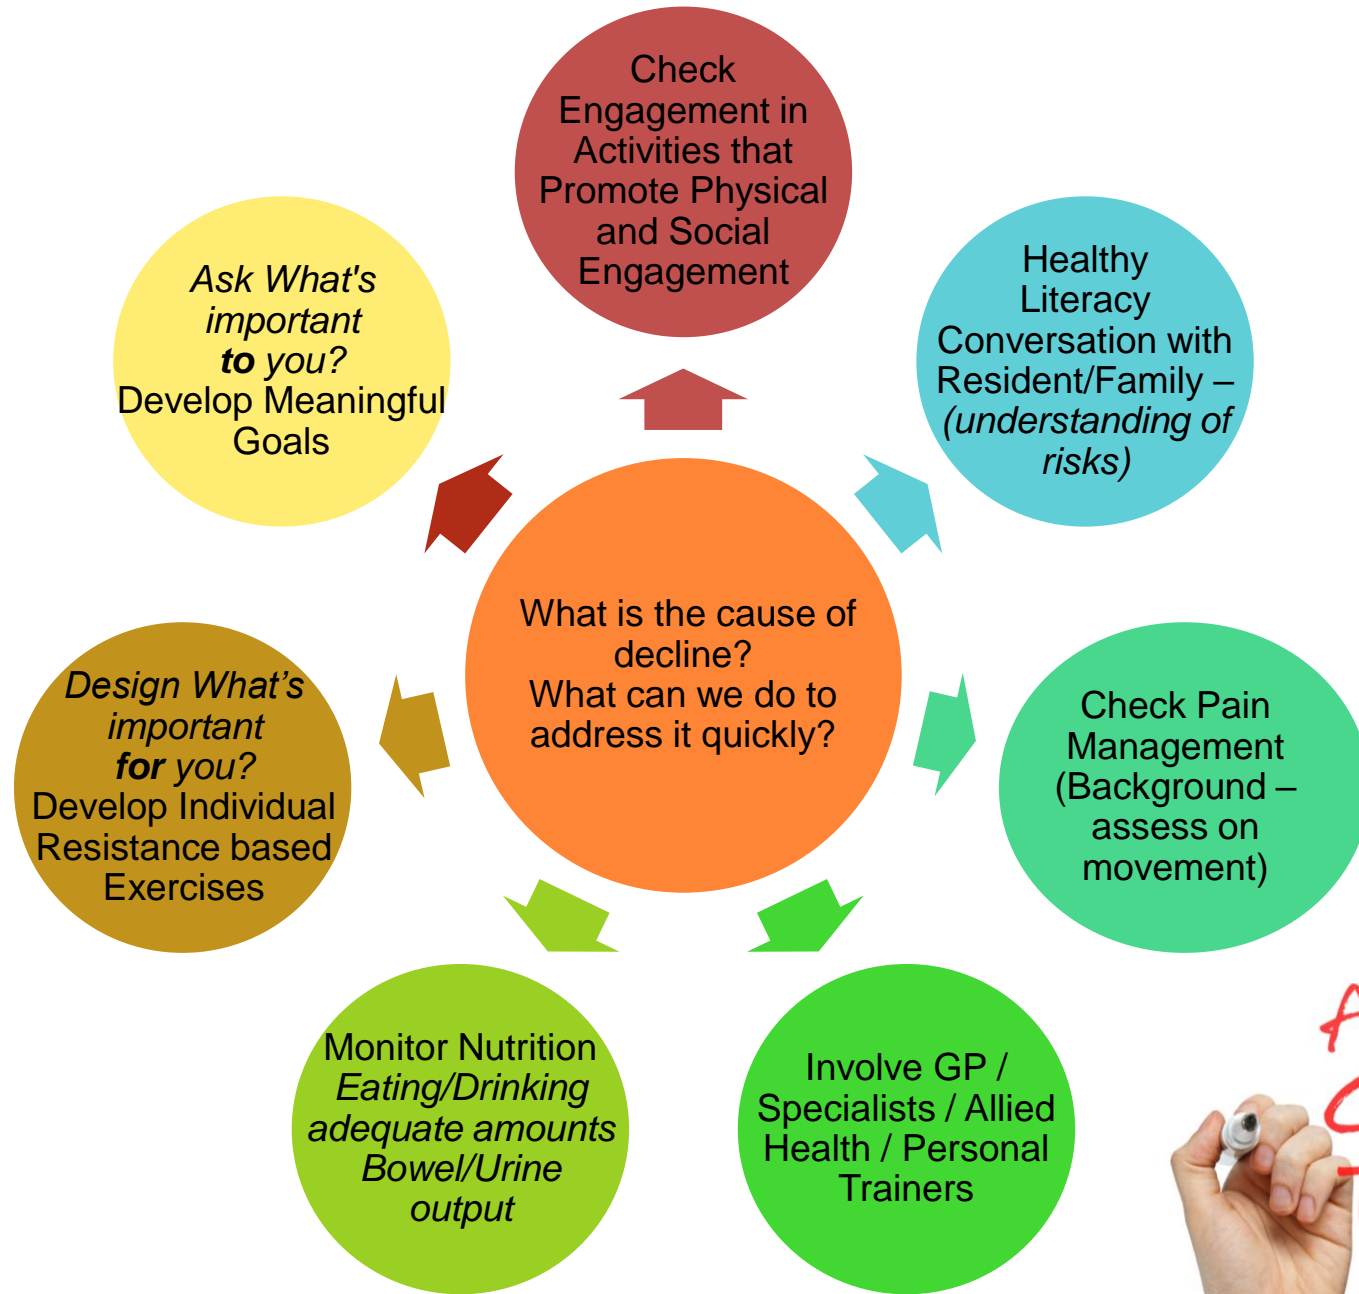 Check
Engagement in
Activities that
Promote Physical
and Social
Engagement
Healthy
Literacy
Conversation with
Resident/Family –
(understanding of
risks)
Check Pain
Management
(Background –
assess on
movement)
Involve GP /
Specialists / Allied
Health / Personal
Trainers
Monitor Nutrition
Eating/Drinking
adequate amounts
Bowel/Urine
output
Design What’s
important
for you?
Develop Individual
Resistance based
Exercises
Ask What's
important
to you?
Develop Meaningful
Goals
What is the cause of
decline?
What can we do to
address it quickly?